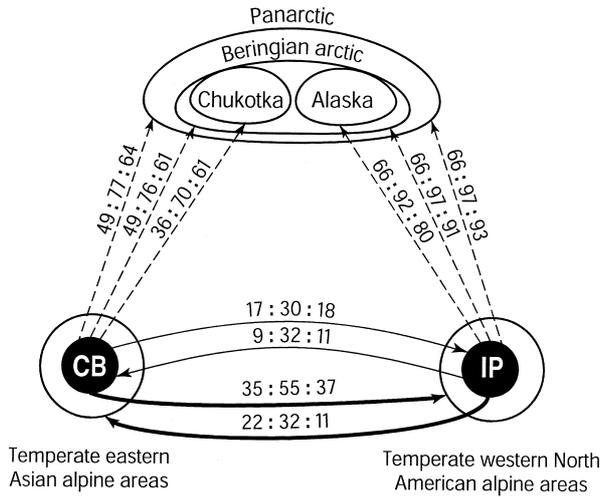 Panarctic
Beringian arctic
Chukotka
Alaska
49:77:64
49:76:61
36:70:61
66:92:80
66:97:91
66:97:93
17:30:18
9:32:11
CB
IP
35:55:37
22:32:11
Temperate eastern
Asian alpine areas
Temperate western North
American alpine areas